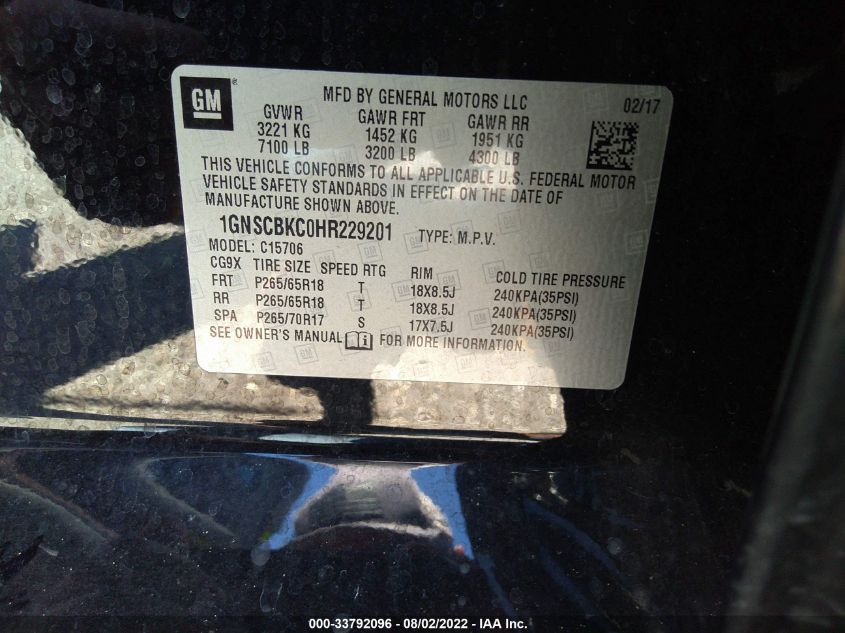 GM
MFD BY GENERAL MOTORS LLC 02/17
GVWR GAWR FRT GAWR RR
3221 KG 1452 KG 1951 KG
7100 LB 3200 LB 4300 LB
THIS VEHICLE CONFORMS TO ALL APPLICABLE U.S. FEDERAL MOTOR
VEHICLE SAFETY STANDARDS IN EFFECT ON THE DATE OF
MANUFACTURE SHOWN ABOVE.
1GNSCBKC0HR229201 TYPE: M.P.V.
MODEL: C15706
CG9X TIRE SIZE SPEED RTG RIM COLD TIRE PRESSURE
FRT P265/65R18 T 18X8.5J 240KPA(35PSI)
RR P265/65R18 T 18X8.5J 240KPA(35PSI)
SPA P265/70R17 S 17X7.5J 240KPA(35PSI)
SEE OWNER'S MANUAL FOR MORE INFORMATION.
000-33792096 - 08/02/2022 - IAA Inc.